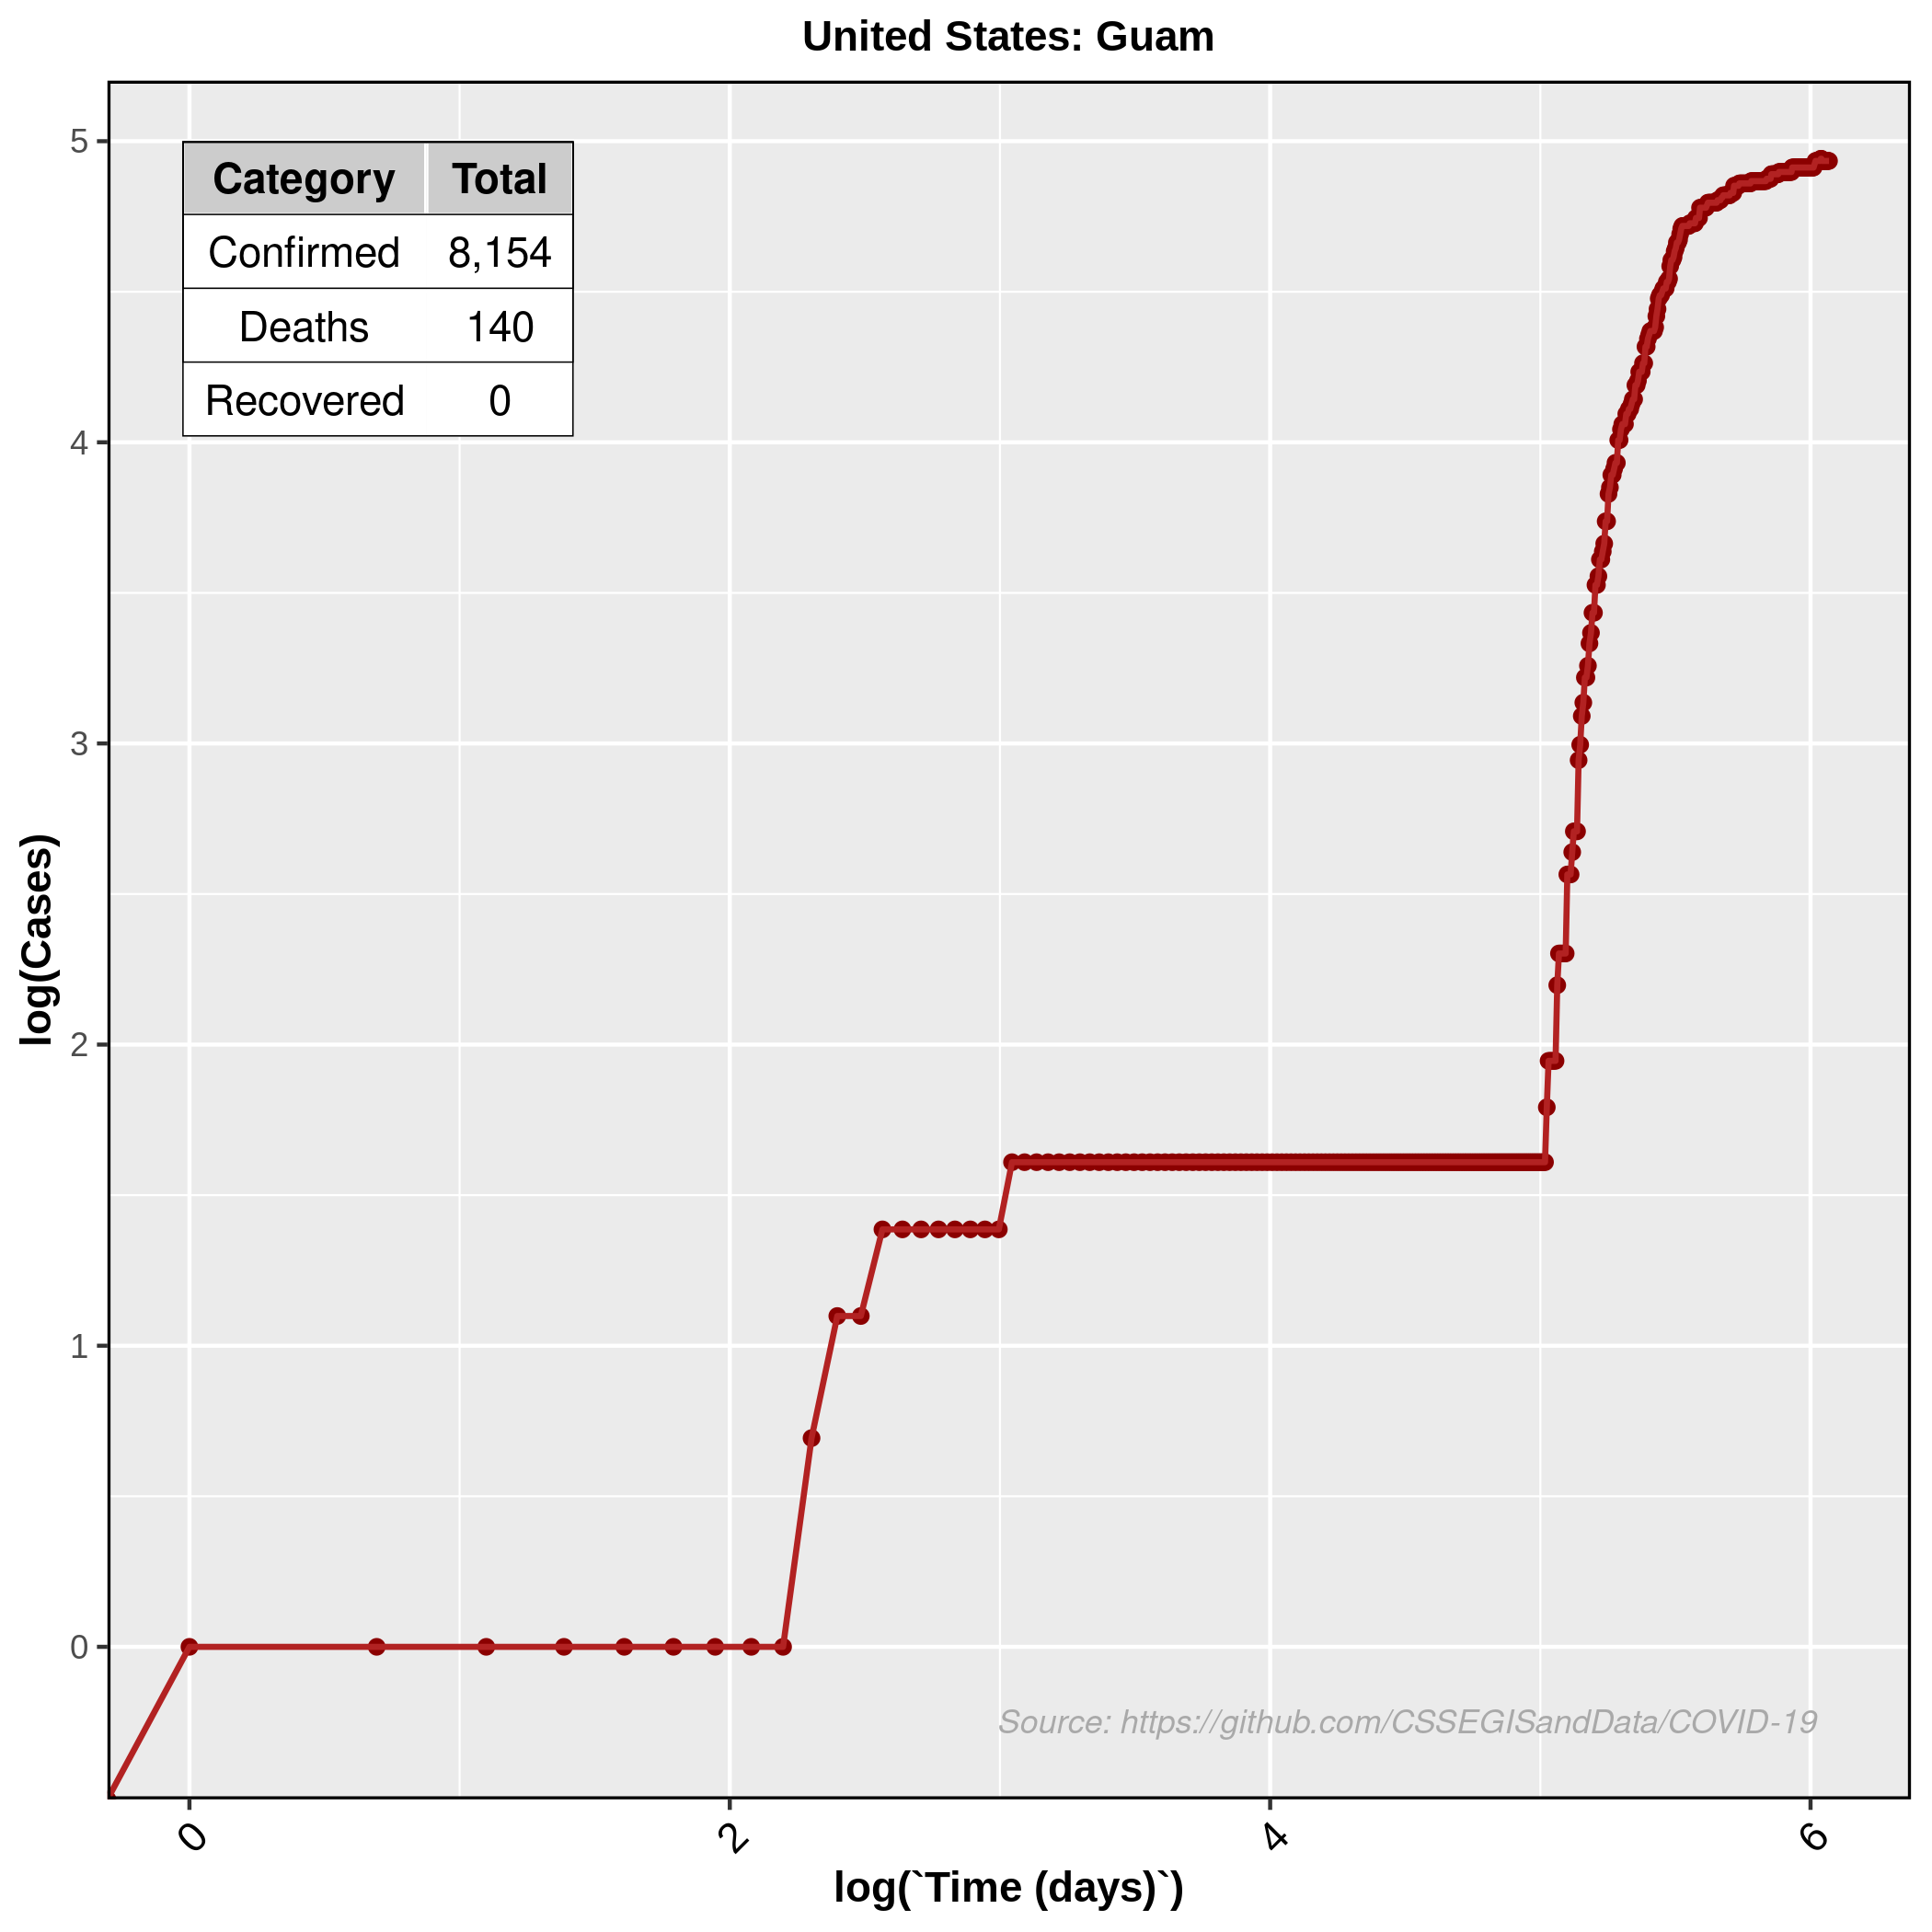 United States: Guam
Category Total
Confirmed 8,154
Deaths 140
Recovered 0
5
4
3
2
1
0
log(Cases)
Source: https://github.com/CSSEGISandData/COVID-19
0 2 4 6
log(`Time (days)`)